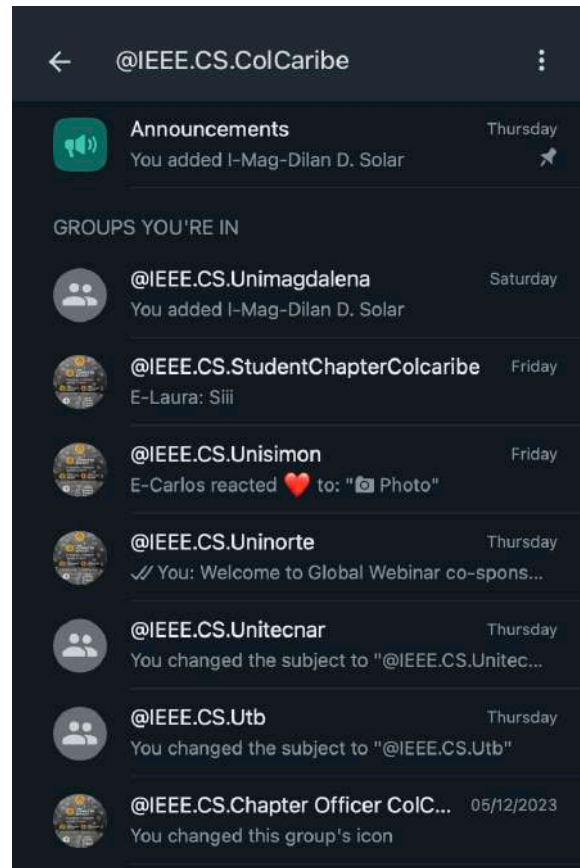 @IEEE.CS.ColCaribe
Announcements Thursday
You added I-Mag-Dilan D. Solar
GROUPS YOU'RE IN
@IEEE.CS.Unimagdalena Saturday
You added I-Mag-Dilan D. Solar
@IEEE.CS.StudentChapterColcaribe Friday
E-Laura: Siii
@IEEE.CS.Unisimon Friday
E-Carlos reacted ❤️ to: "📷 Photo"
@IEEE.CS.Uninorte Thursday
You: Welcome to Global Webinar co-spons...
@IEEE.CS.Unitecnar Thursday
You changed the subject to "@IEEE.CS.Unitec...
@IEEE.CS.Utb Thursday
You changed the subject to "@IEEE.CS.Utb"
@IEEE.CS.Chapter Officer ColC... 05/12/2023
You changed this group's icon